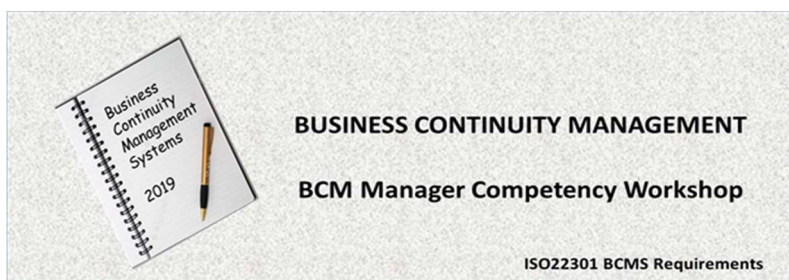 Business
Continuity
Management
Systems
2019
BUSINESS CONTINUITY MANAGEMENT
BCM Manager Competency Workshop
ISO22301 BCMS Requirements